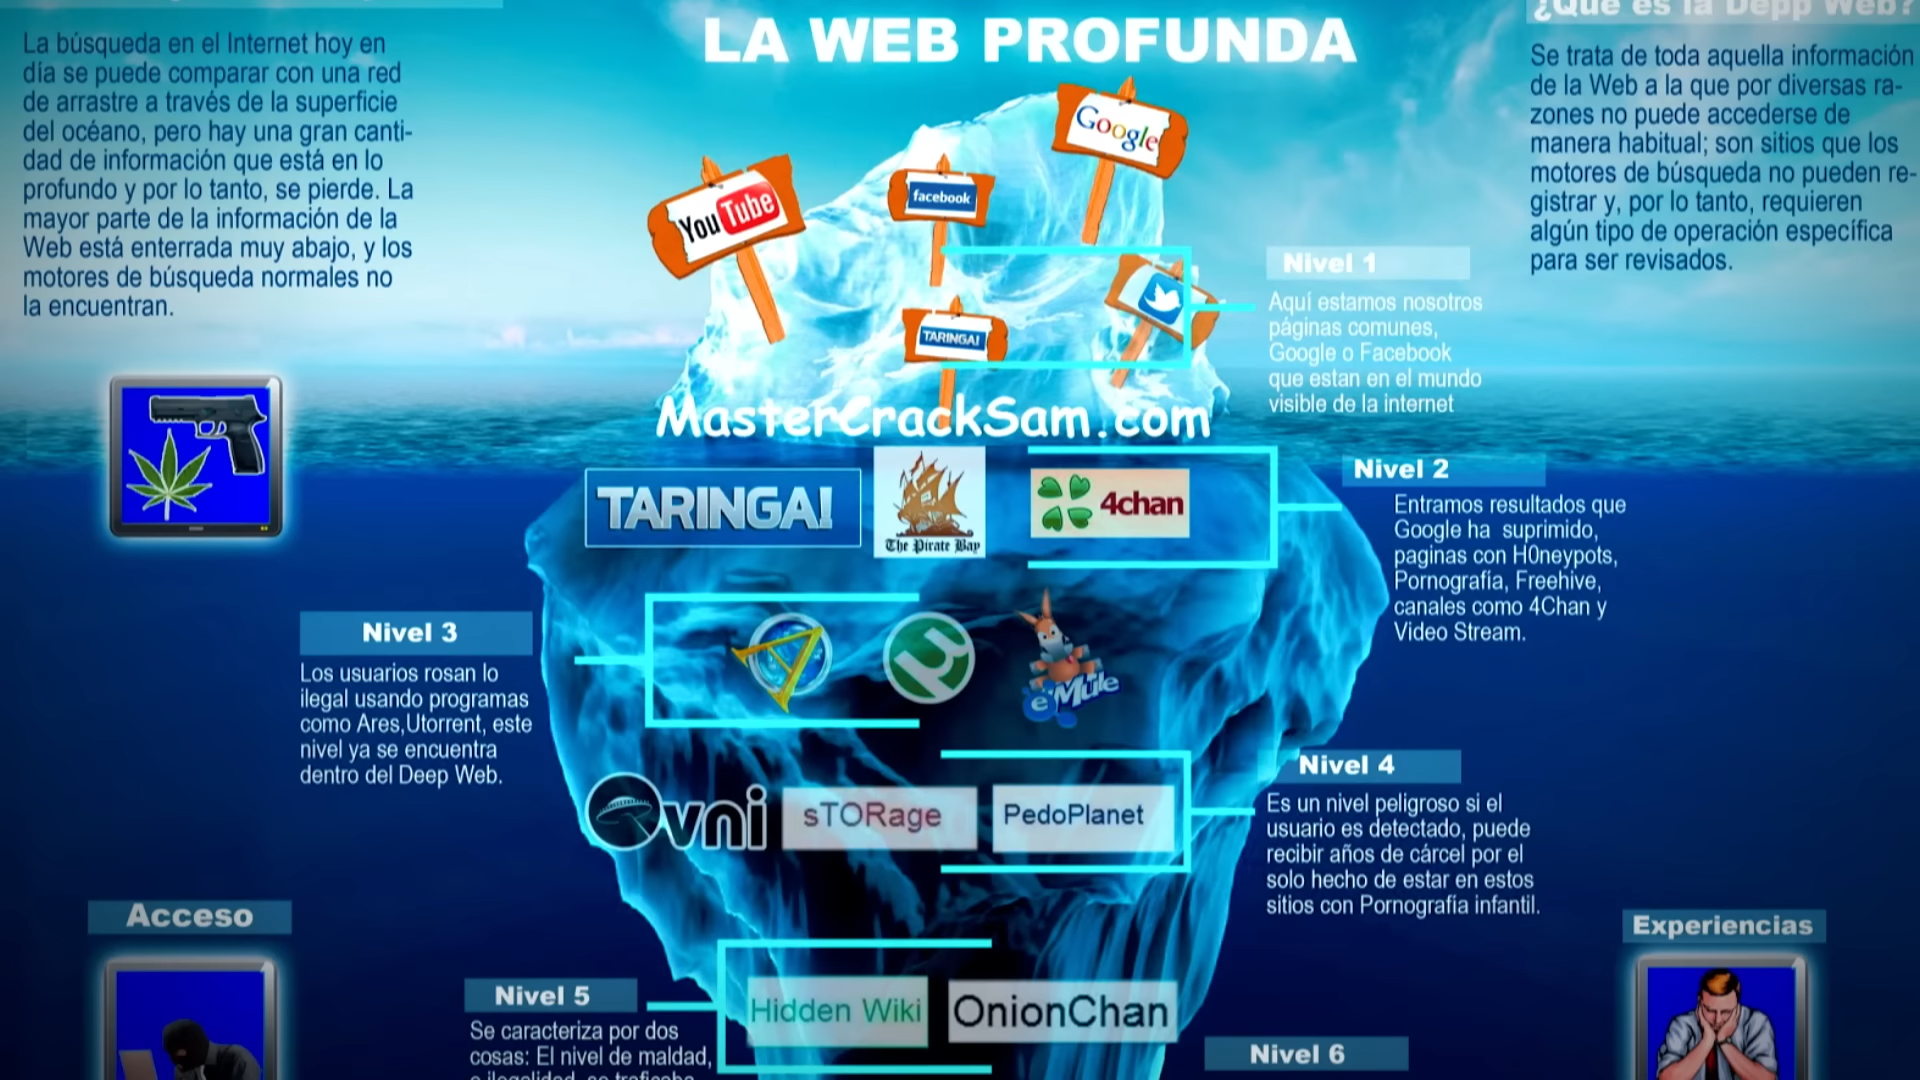 LA WEB PROFUNDA
La búsqueda en el Internet hoy en
día se puede comparar con una red
de arrastre a través de la superficie
del océano, pero hay una gran canti-
dad de información que está en lo
profundo y por lo tanto, se pierde. La
mayor parte de la información de la
Web está enterrada muy abajo, y los
motores de búsqueda normales no
la encuentran.
¿Que es la Depp Web?
Se trata de toda aquella información
de la Web a la que por diversas ra-
zones no puede accederse de
manera habitual; son sitios que los
motores de búsqueda no pueden re-
gistrar y, por lo tanto, requieren
algún tipo de operación específica
para ser revisados.
Google
YouTube
facebook
TARINGA!
Nivel 1
Aquí estamos nosotros
páginas comunes,
Google o Facebook
que estan en el mundo
visible de la internet
MasterCrackSam.com
TARINGA!
The Pirate Bay
4chan
Nivel 2
Entramos resultados que
Google ha suprimido,
paginas con H0neypots,
Pornografía, Freehive,
canales como 4Chan y
Video Stream.
Nivel 3
Los usuarios rosan lo
ilegal usando programas
como Ares,Utorrent, este
nivel ya se encuentra
dentro del Deep Web.
eMule
Nivel 4
Es un nivel peligroso si el
usuario es detectado, puede
recibir años de cárcel por el
solo hecho de estar en estos
sitios con Pornografía infantil.
Ovni
sTORage
PedoPlanet
Acceso
Experiencias
Nivel 5
Se caracteriza por dos
cosas: El nivel de maldad,
o ilegalidad, se traficaba
Hidden Wiki
OnionChan
Nivel 6